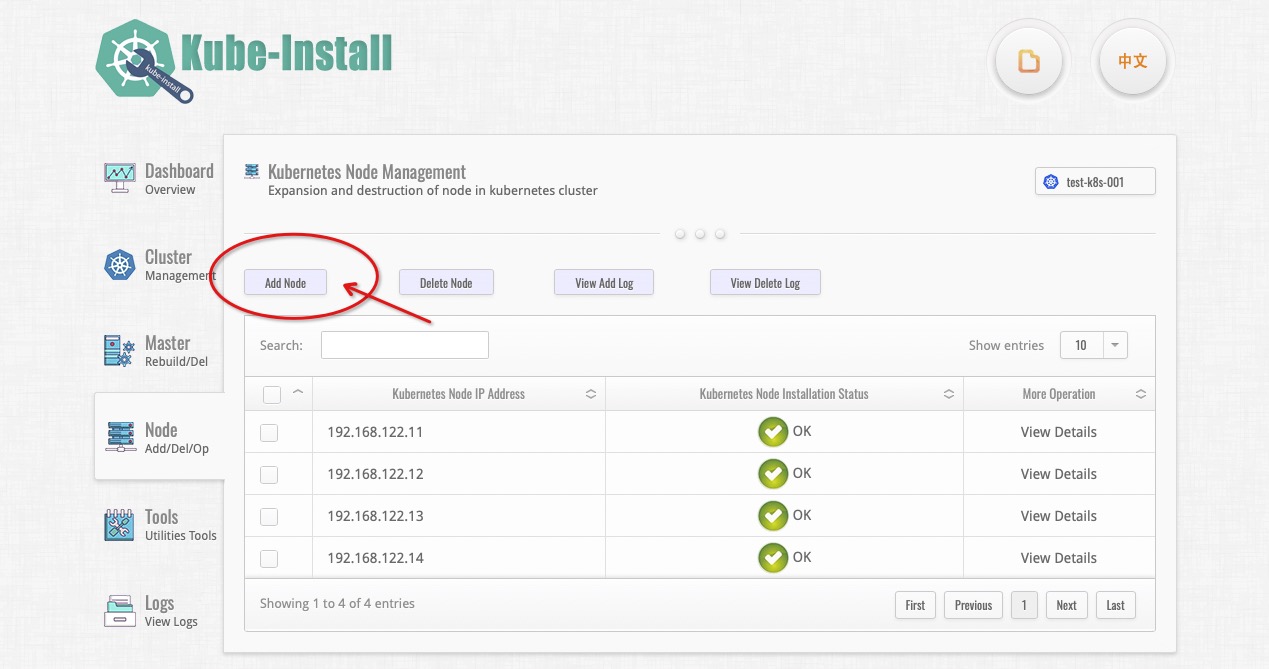 kube-install
Kube-Install
中文
Dashboard
Overview
Cluster
Management
Master
Rebuild/Del
Node
Add/Del/Op
Tools
Utilities Tools
Logs
View Logs
Kubernetes Node Management
Expansion and destruction of node in kubernetes cluster
test-k8s-001
Add Node Delete Node View Add Log View Delete Log
Search: Show entries 10
Kubernetes Node IP Address Kubernetes Node Installation Status More Operation
192.168.122.11 OK View Details
192.168.122.12 OK View Details
192.168.122.13 OK View Details
192.168.122.14 OK View Details
Showing 1 to 4 of 4 entries First Previous 1 Next Last